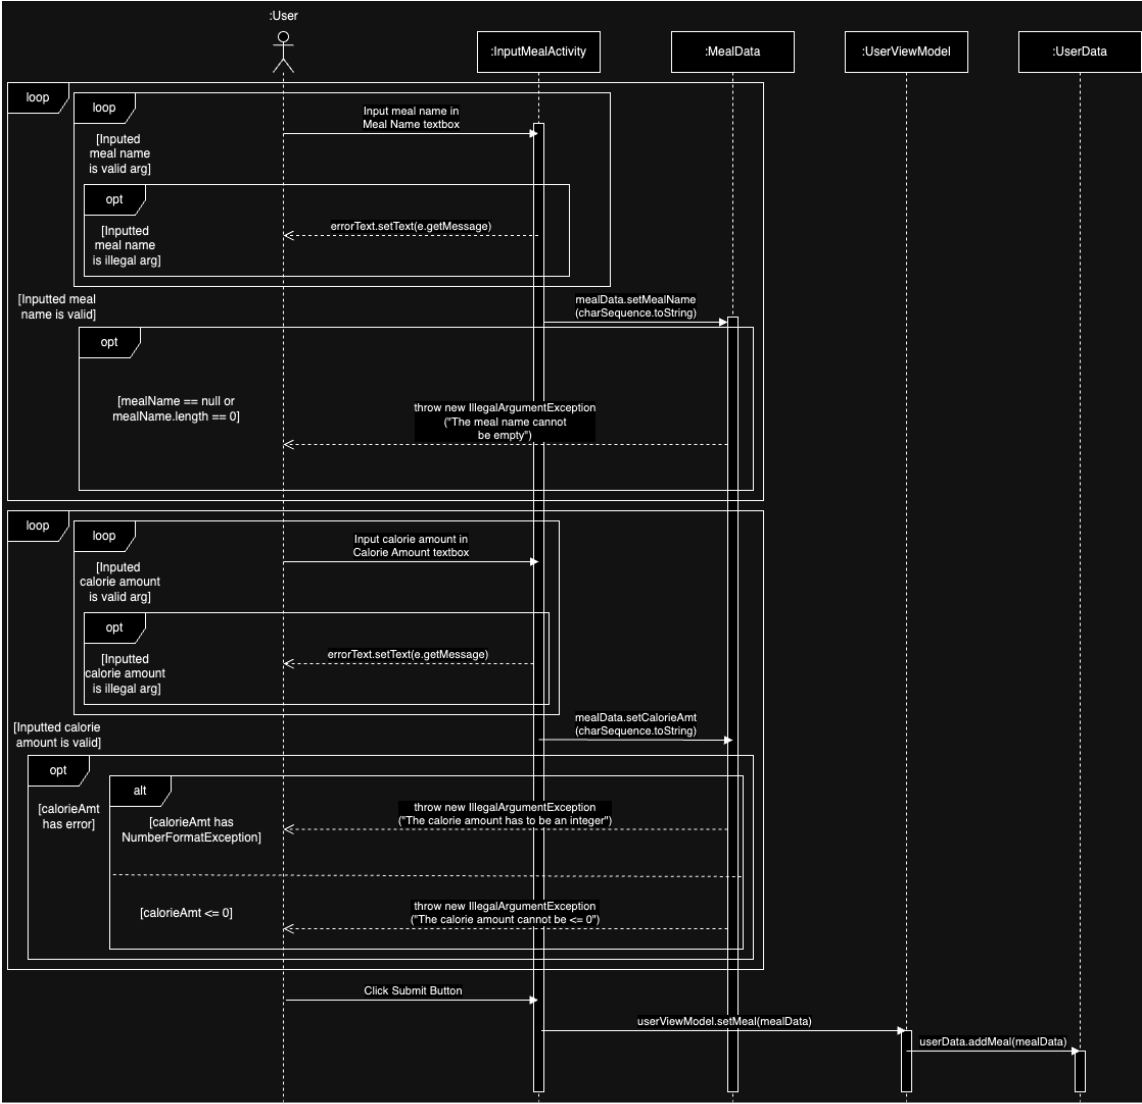 :User
:InputMealActivity
:MealData
:UserViewModel
:UserData
loop
loop
Input meal name in
Meal Name textbox
[Inputed
meal name
is valid arg]
opt
[Inputted
meal name
is illegal arg]
errorText.setText(e.getMessage)
[Inputted meal
name is valid]
mealData.setMealName
(charSequence.toString)
opt
[mealName == null or
mealName.length == 0]
throw new IllegalArgumentException
("The meal name cannot
be empty")
loop
loop
Input calorie amount in
Calorie Amount textbox
[Inputed
calorie amount
is valid arg]
opt
[Inputted
calorie amount
is illegal arg]
errorText.setText(e.getMessage)
[Inputted calorie
amount is valid]
mealData.setCalorieAmt
(charSequence.toString)
opt
[calorieAmt
has error]
alt
[calorieAmt has
NumberFormatException]
throw new IllegalArgumentException
("The calorie amount has to be an integer")
[calorieAmt <= 0]
throw new IllegalArgumentException
("The calorie amount cannot be <= 0")
Click Submit Button
userViewModel.setMeal(mealData)
userData.addMeal(mealData)